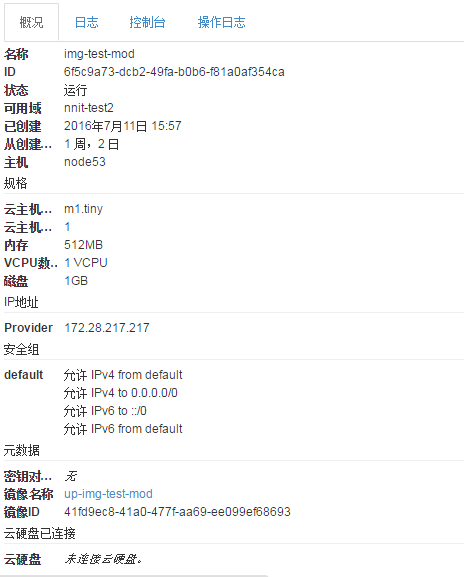 概况 日志 控制台 操作日志
名称 img-test-mod
ID 6f5c9a73-dcb2-49fa-b0b6-f81a0af354ca
状态 运行
可用域 nnit-test2
已创建 2016年7月11日 15:57
从创建... 1 周，2 日
主机 node53
规格
云主机... m1.tiny
云主机... 1
内存 512MB
VCPU数.. 1 VCPU
磁盘 1GB
IP地址
Provider 172.28.217.217
安全组
default 允许 IPv4 from default
允许 IPv4 to 0.0.0.0/0
允许 IPv6 to ::/0
允许 IPv6 from default
元数据
密钥对... 无
镜像名称 up-img-test-mod
镜像ID 41fd9ec8-41a0-477f-aa69-ee099ef68693
云硬盘已连接
云硬盘 未连接云硬盘。